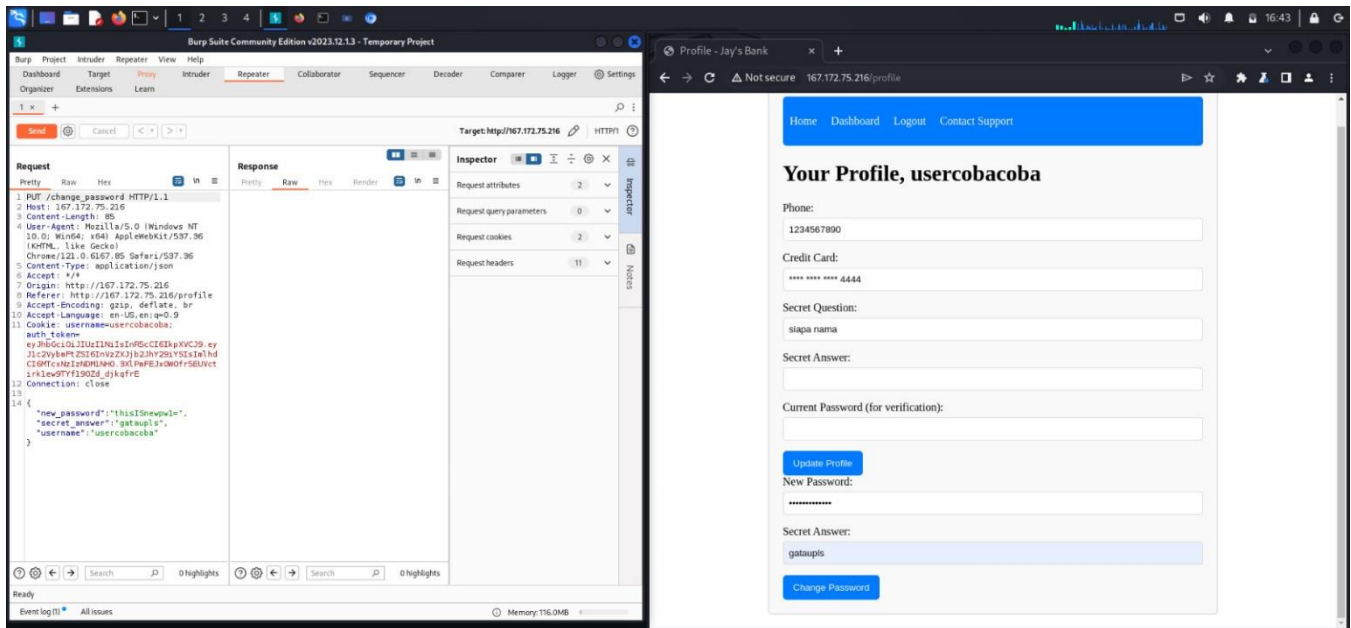 1 2 3 4
16:43
Burp Suite Community Edition v2023.12.1.3 - Temporary Project
Burp Project Intruder Repeater View Help
Dashboard Target Proxy Intruder Repeater Collaborator Sequencer Decoder Comparer Logger Settings
Organizer Extensions Learn
1 × +
Send Cancel Target: http://167.172.75.216 HTTP/1
Request
Pretty Raw Hex
1 PUT /change_password HTTP/1.1
2 Host: 167.172.75.216
3 Content-Length: 85
4 User-Agent: Mozilla/5.0 (Windows NT
10.0; Win64; x64) AppleWebKit/537.36
(KHTML, like Gecko)
Chrome/121.0.6167.85 Safari/537.36
5 Content-Type: application/json
6 Accept: */*
7 Origin: http://167.172.75.216
8 Referer: http://167.172.75.216/profile
9 Accept-Encoding: gzip, deflate, br
10 Accept-Language: en-US,en;q=0.9
11 Cookie: username=usercobacoba;
auth_token=
12 Connection: close
13
14 {
"new_password":"thisISnewpw1=",
"secret_answer":"gataupls",
"username":"usercobacoba"
}
Search 0 highlights
Response
Pretty Raw Hex Render
Search 0 highlights
Inspector
Request attributes 2
Request query parameters 0
Request cookies 2
Request headers 11
Inspector
Notes
Ready
Event log (1) All issues
Memory: 116.0MB
Profile - Jay's Bank × +
Not secure 167.172.75.216/profile
Home Dashboard Logout Contact Support
Your Profile, usercobacoba
Phone:
1234567890
Credit Card:
**** **** **** 4444
Secret Question:
siapa nama
Secret Answer:
Current Password (for verification):
Update Profile
New Password:
•••••••••••••
Secret Answer:
gataupls
Change Password